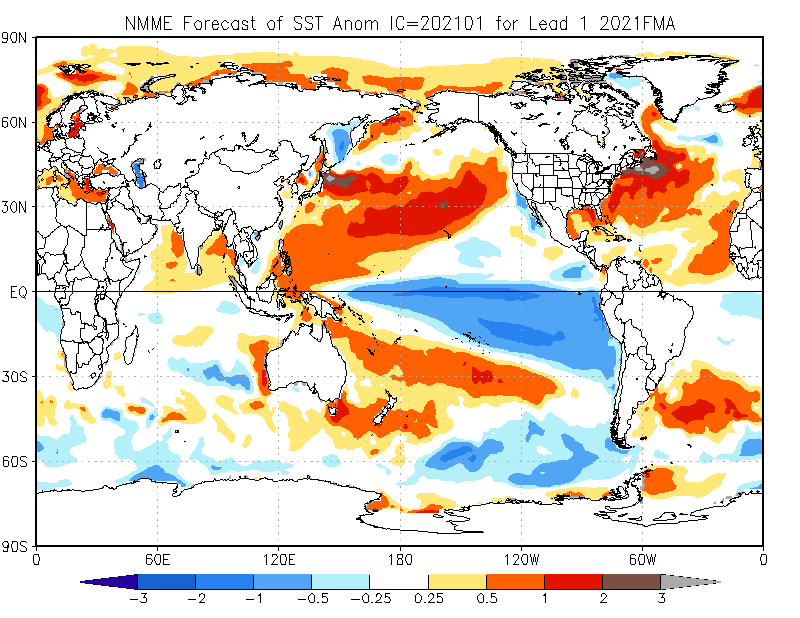 NMME Forecast of SST Anom IC=202101 for Lead 1 2021FMA
90N
60N
30N
EQ
30S
60S
90S
0 60E 120E 180 120W 60W 0
-3 -2 -1 -0.5 -0.25 0.25 0.5 1 2 3